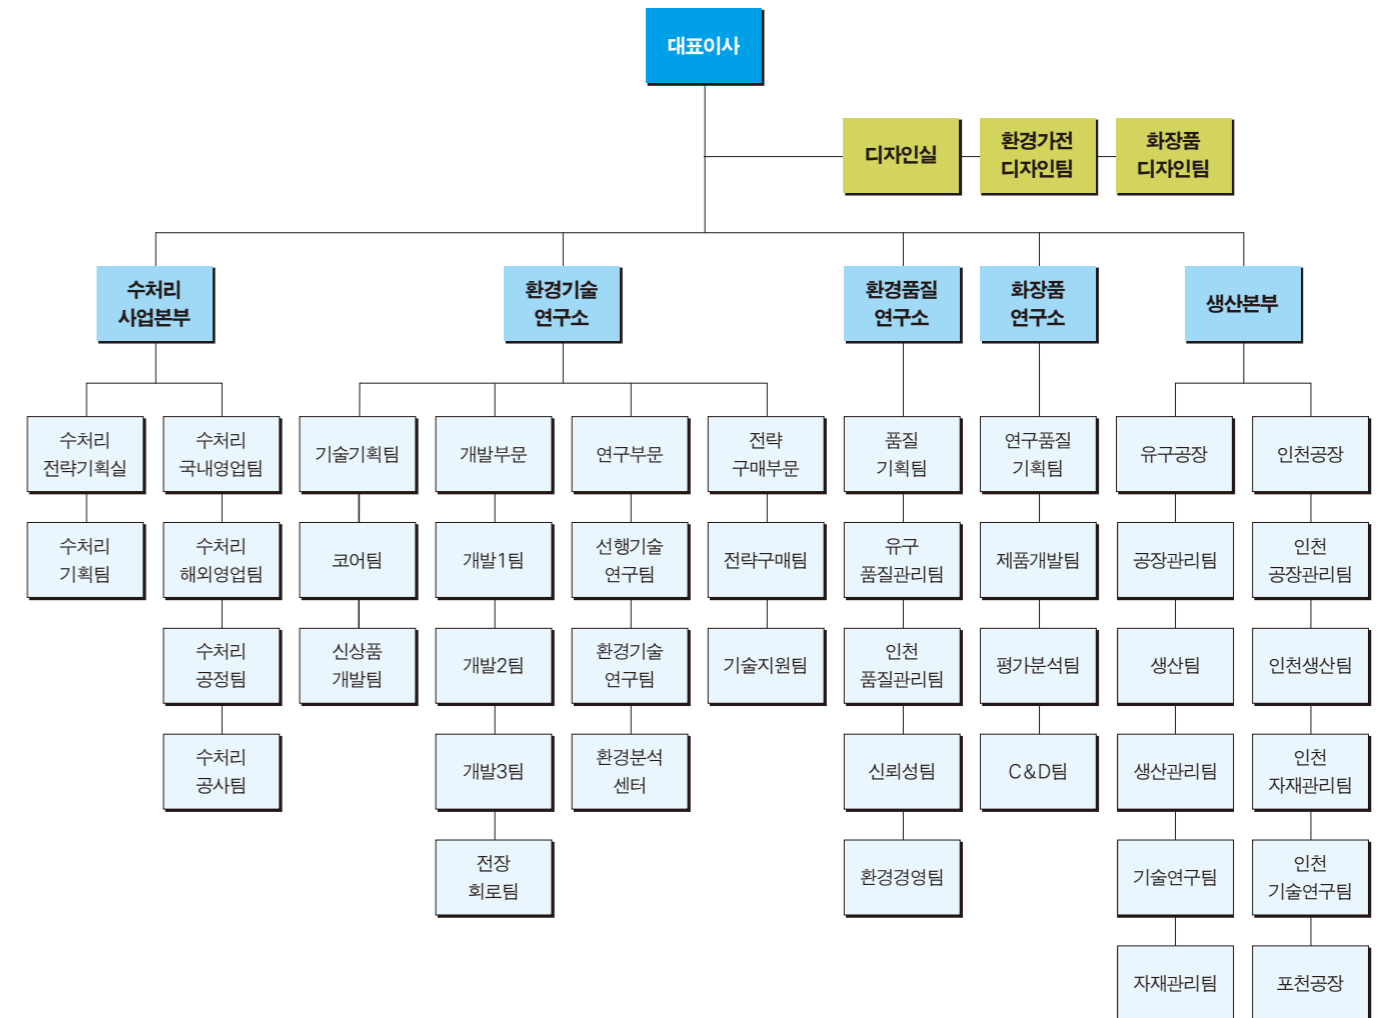 대표이사
디자인실
환경가전
디자인팀
화장품
디자인팀
수처리
사업본부
환경기술
연구소
환경품질
연구소
화장품
연구소
생산본부
수처리
전략기획실
수처리
국내영업팀
기술기획팀
개발부문
연구부문
전략
구매부문
품질
기획팀
연구품질
기획팀
유구공장
인천공장
수처리
기획팀
수처리
해외영업팀
코어팀
개발1팀
선행기술
연구팀
전략구매팀
유구
품질관리팀
제품개발팀
공장관리팀
인천
공장관리팀
수처리
공정팀
신상품
개발팀
개발2팀
환경기술
연구팀
기술지원팀
인천
품질관리팀
평가분석팀
생산팀
인천생산팀
수처리
공사팀
개발3팀
환경분석
센터
신뢰성팀
C&D팀
생산관리팀
인천
자재관리팀
전장
회로팀
환경경영팀
기술연구팀
인천
기술연구팀
자재관리팀
포천공장